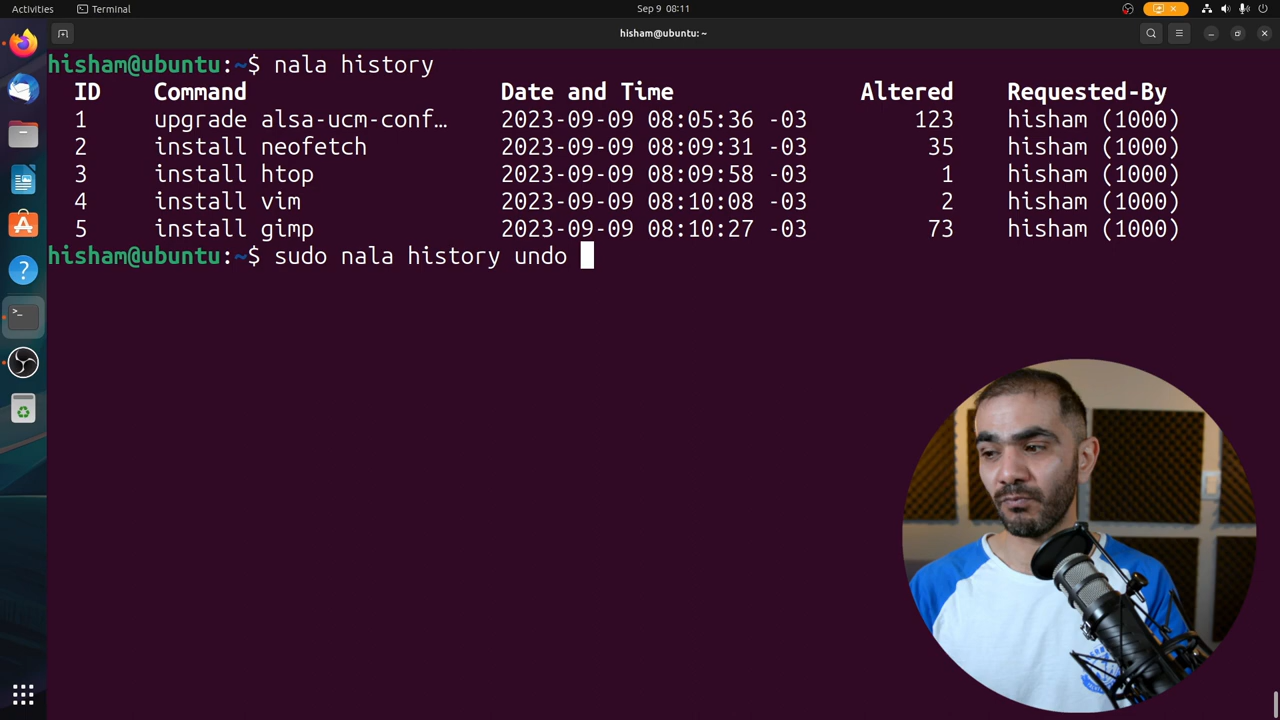 Activities Terminal Sep 9 08:11
hisham@ubuntu: ~
hisham@ubuntu:~$ nala history
ID Command Date and Time Altered Requested-By
1 upgrade alsa-ucm-conf… 2023-09-09 08:05:36 -03 123 hisham (1000)
2 install neofetch 2023-09-09 08:09:31 -03 35 hisham (1000)
3 install htop 2023-09-09 08:09:58 -03 1 hisham (1000)
4 install vim 2023-09-09 08:10:08 -03 2 hisham (1000)
5 install gimp 2023-09-09 08:10:27 -03 73 hisham (1000)
hisham@ubuntu:~$ sudo nala history undo